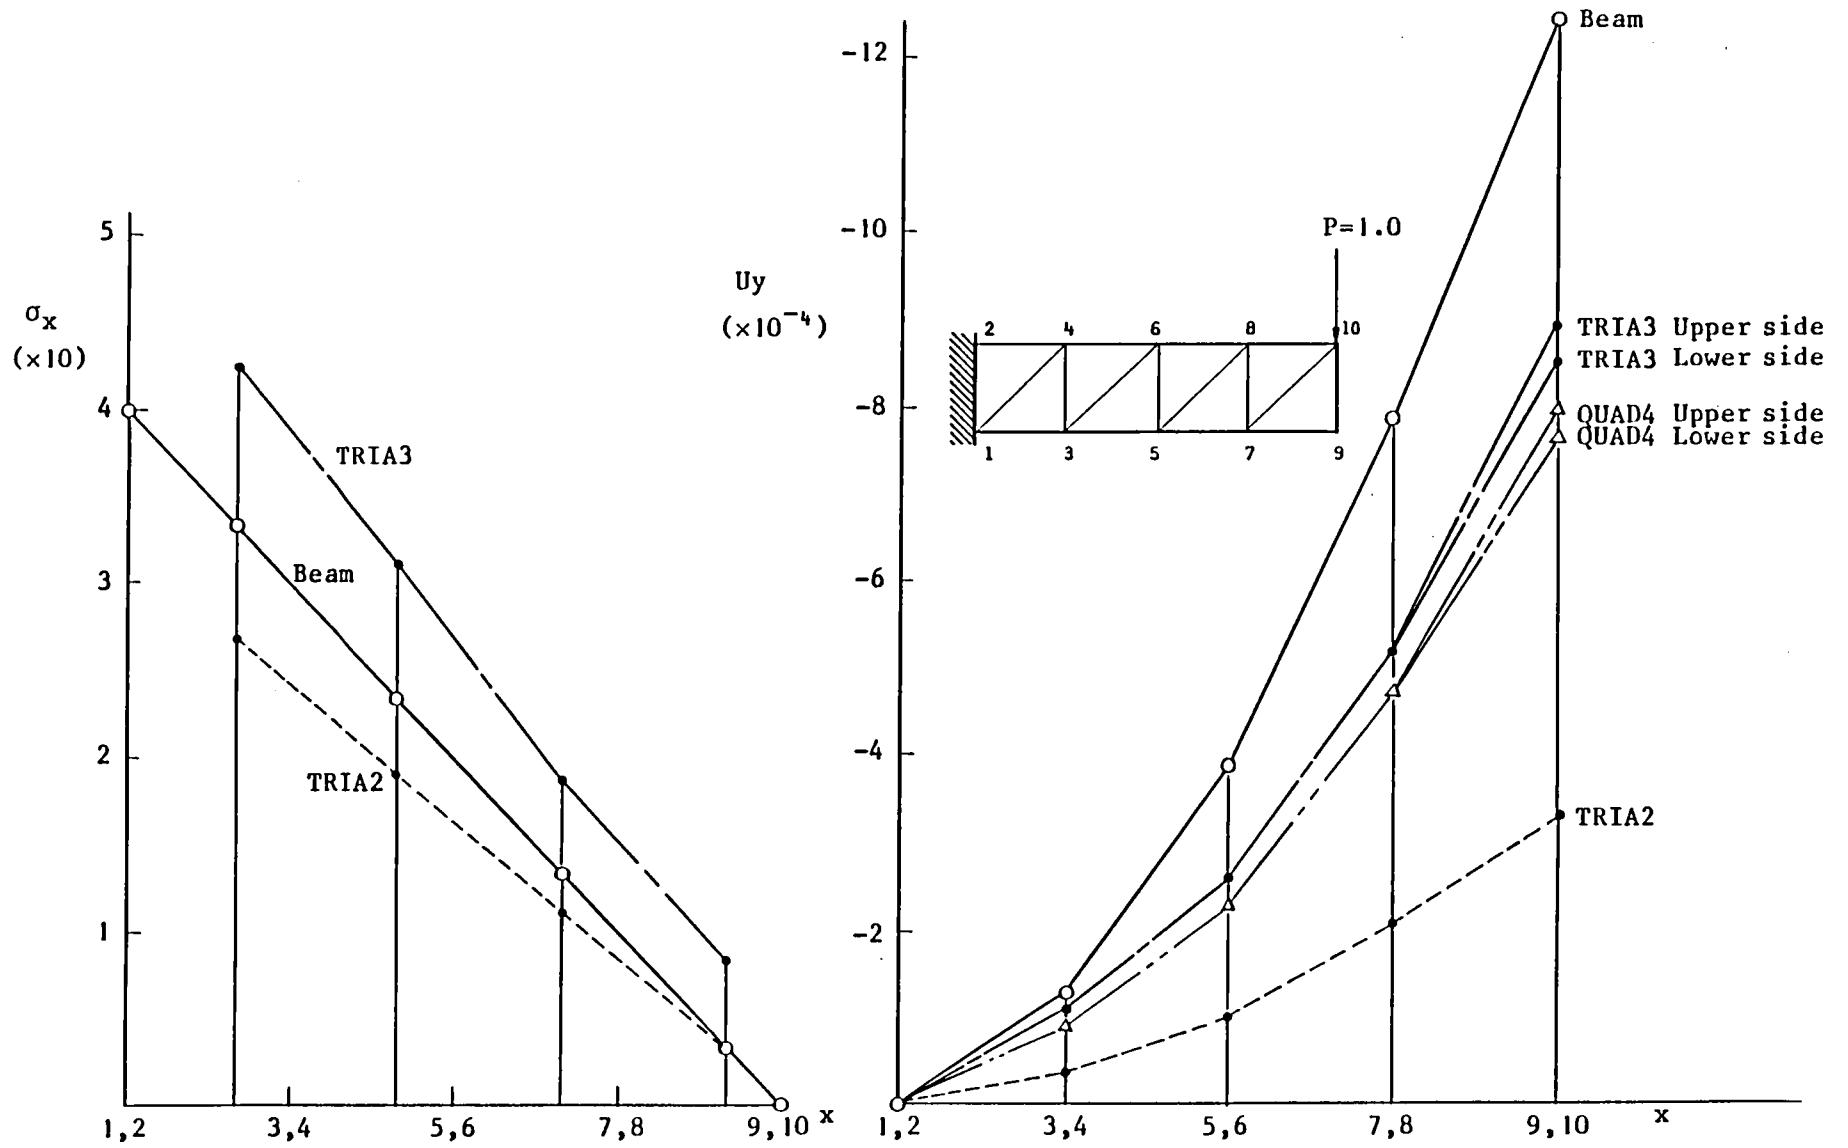 5
σx
(×10)
4
3
2
1
TRIA3
Beam
TRIA2
1,2
3,4
5,6
7,8
9,10
x
Uy
(×10⁻⁴)
-12
-10
-8
-6
-4
-2
P=1.0
2
4
6
8
10
1
3
5
7
9
Beam
TRIA3 Upper side
TRIA3 Lower side
QUAD4 Upper side
QUAD4 Lower side
TRIA2
1,2
3,4
5,6
7,8
9,10
x